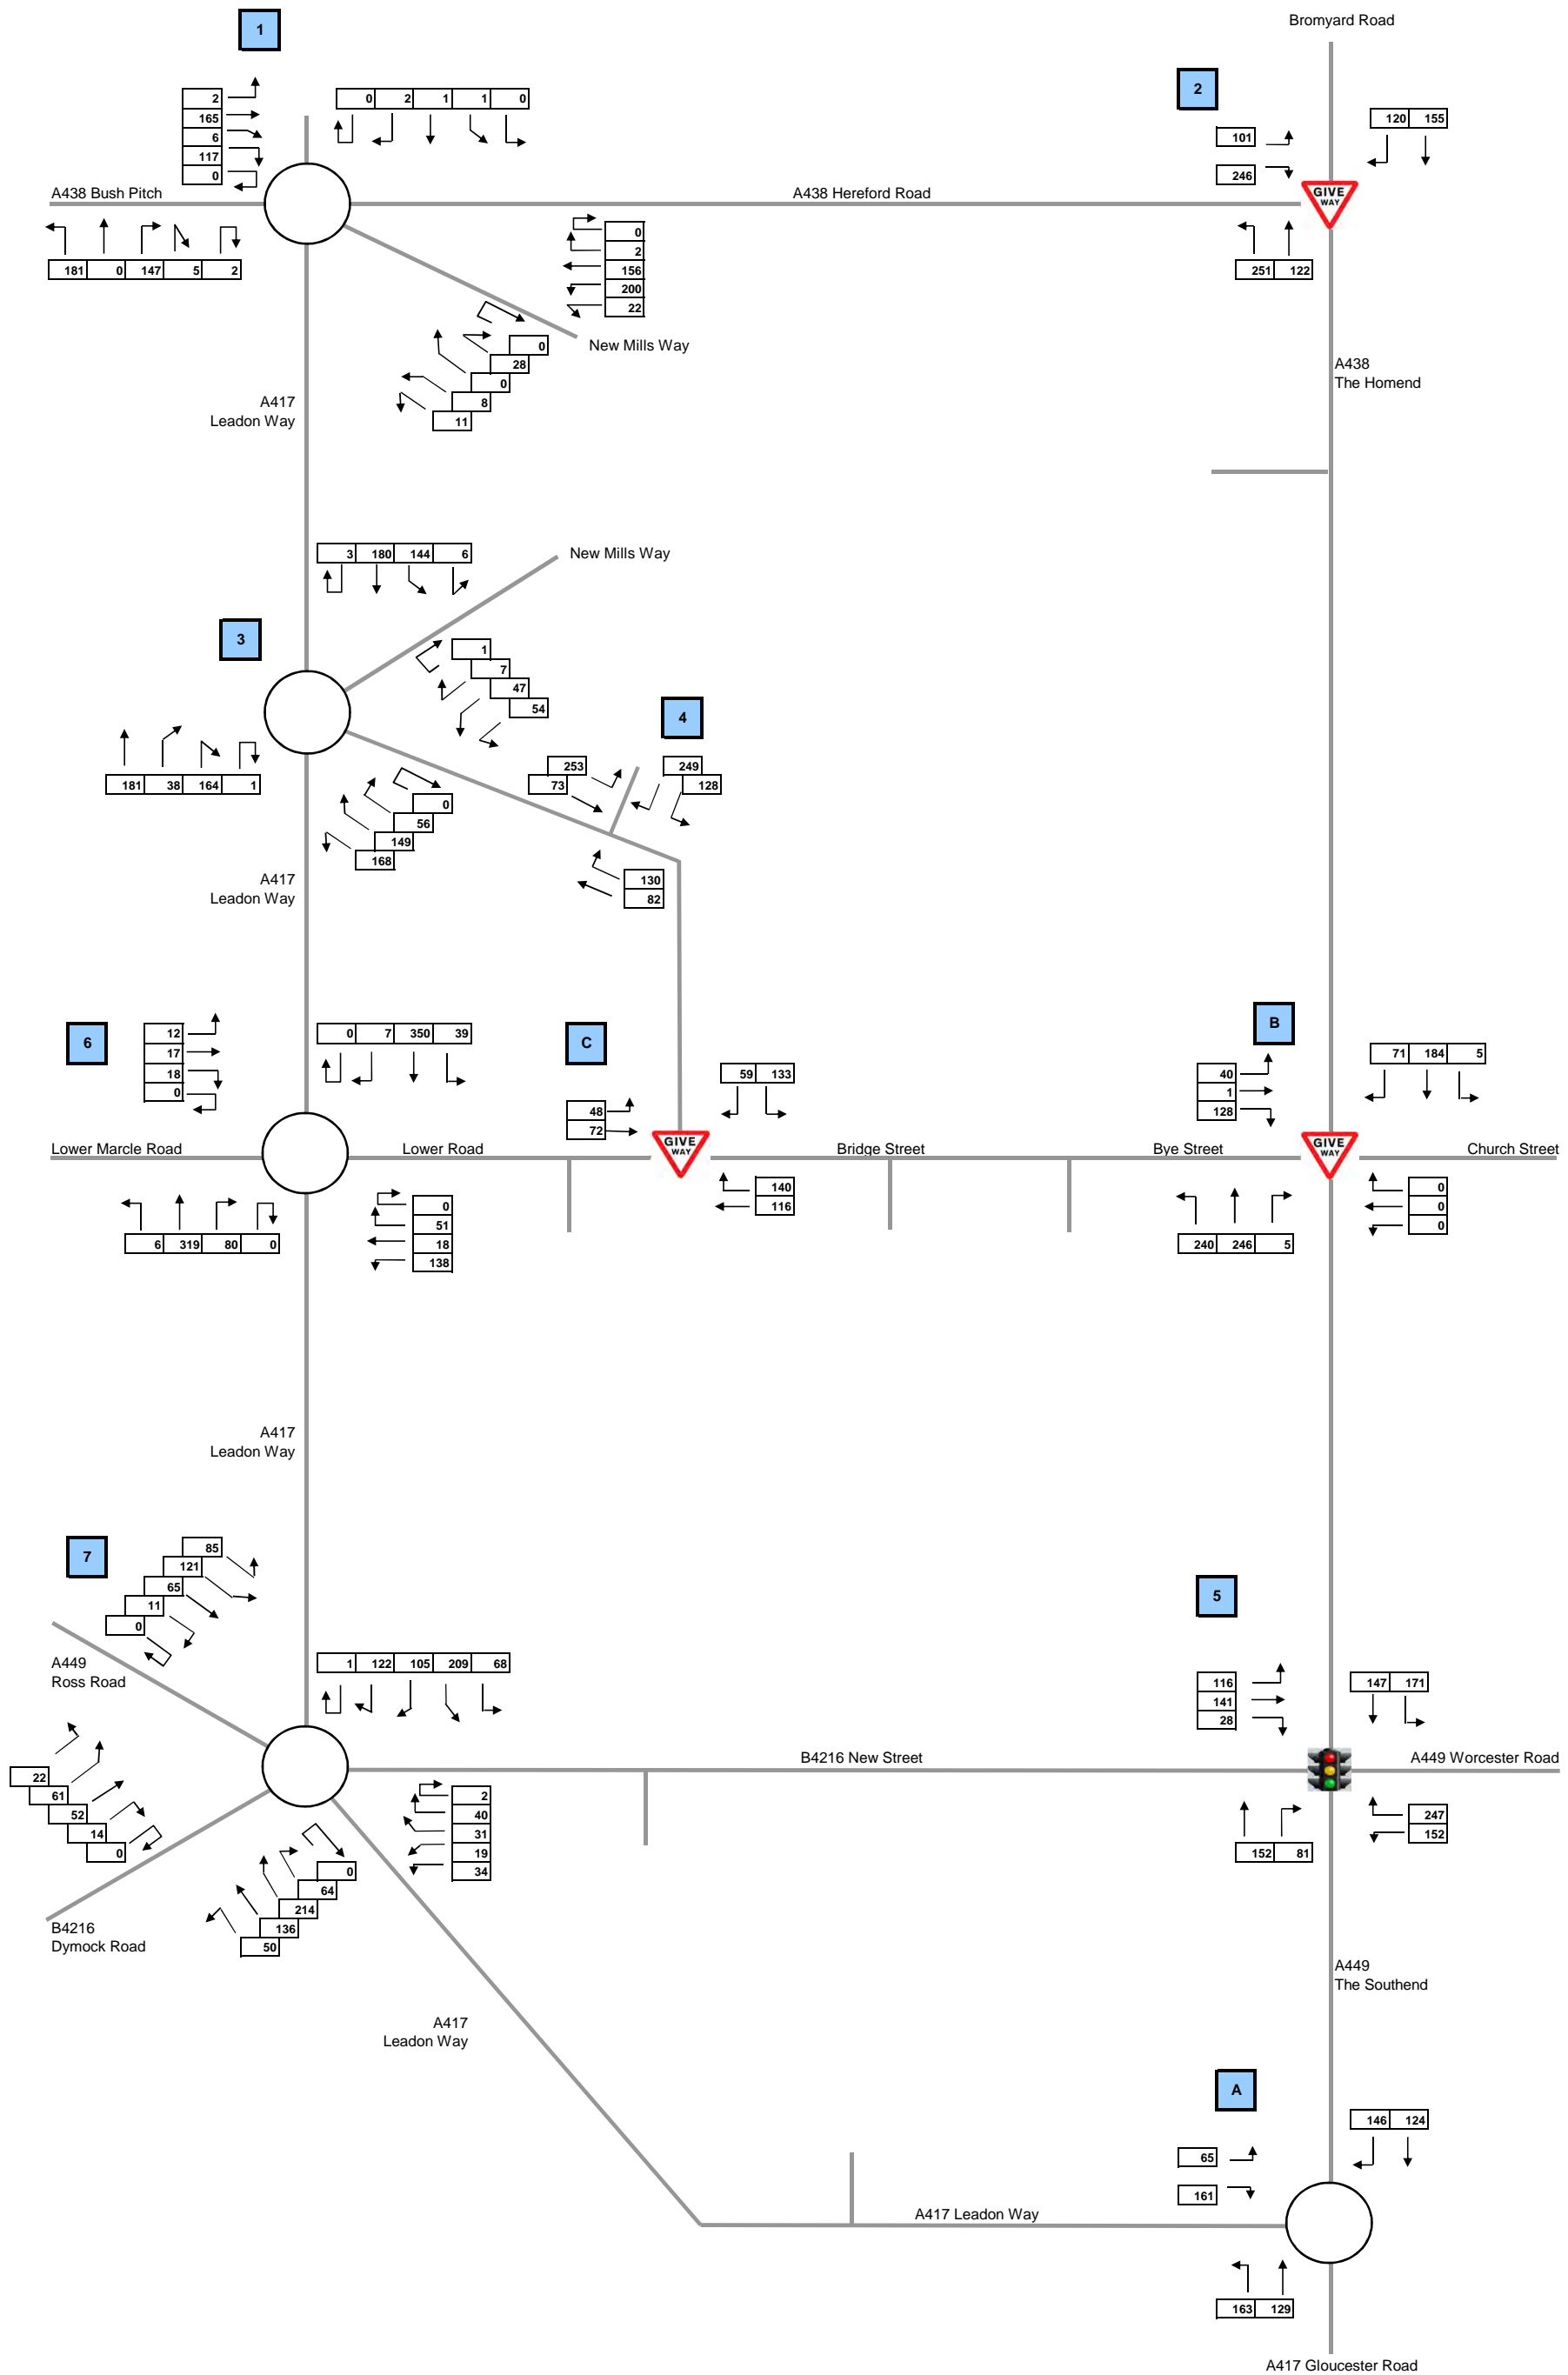 Bromyard Road
1
2
2
165
6
117
0
0 2 1 1 0
101
246
120 155
A438 Bush Pitch
A438 Hereford Road
GIVE
WAY
181 0 147 5 2
0
2
156
200
22
251 122
0
28
0
8
11
New Mills Way
A438
The Homend
A417
Leadon Way
3 180 144 6
New Mills Way
3
1
7
47
54
4
181 38 164 1
253
73
249
128
0
56
149
168
130
82
A417
Leadon Way
6
12
17
18
0
0 7 350 39
C
B
59 133
48
72
40
1
128
71 184 5
Lower Marcle Road
Lower Road
GIVE
WAY
Bridge Street
Bye Street
GIVE
WAY
Church Street
6 319 80 0
0
51
18
138
140
116
240 246 5
0
0
0
A417
Leadon Way
7
85
121
65
11
0
5
A449
Ross Road
1 122 105 209 68
116
141
28
147 171
B4216 New Street
A449 Worcester Road
22
61
52
14
0
2
40
31
19
34
247
152
152 81
0
64
214
136
50
B4216
Dymock Road
A449
The Southend
A417
Leadon Way
A
146 124
65
161
A417 Leadon Way
163 129
A417 Gloucester Road